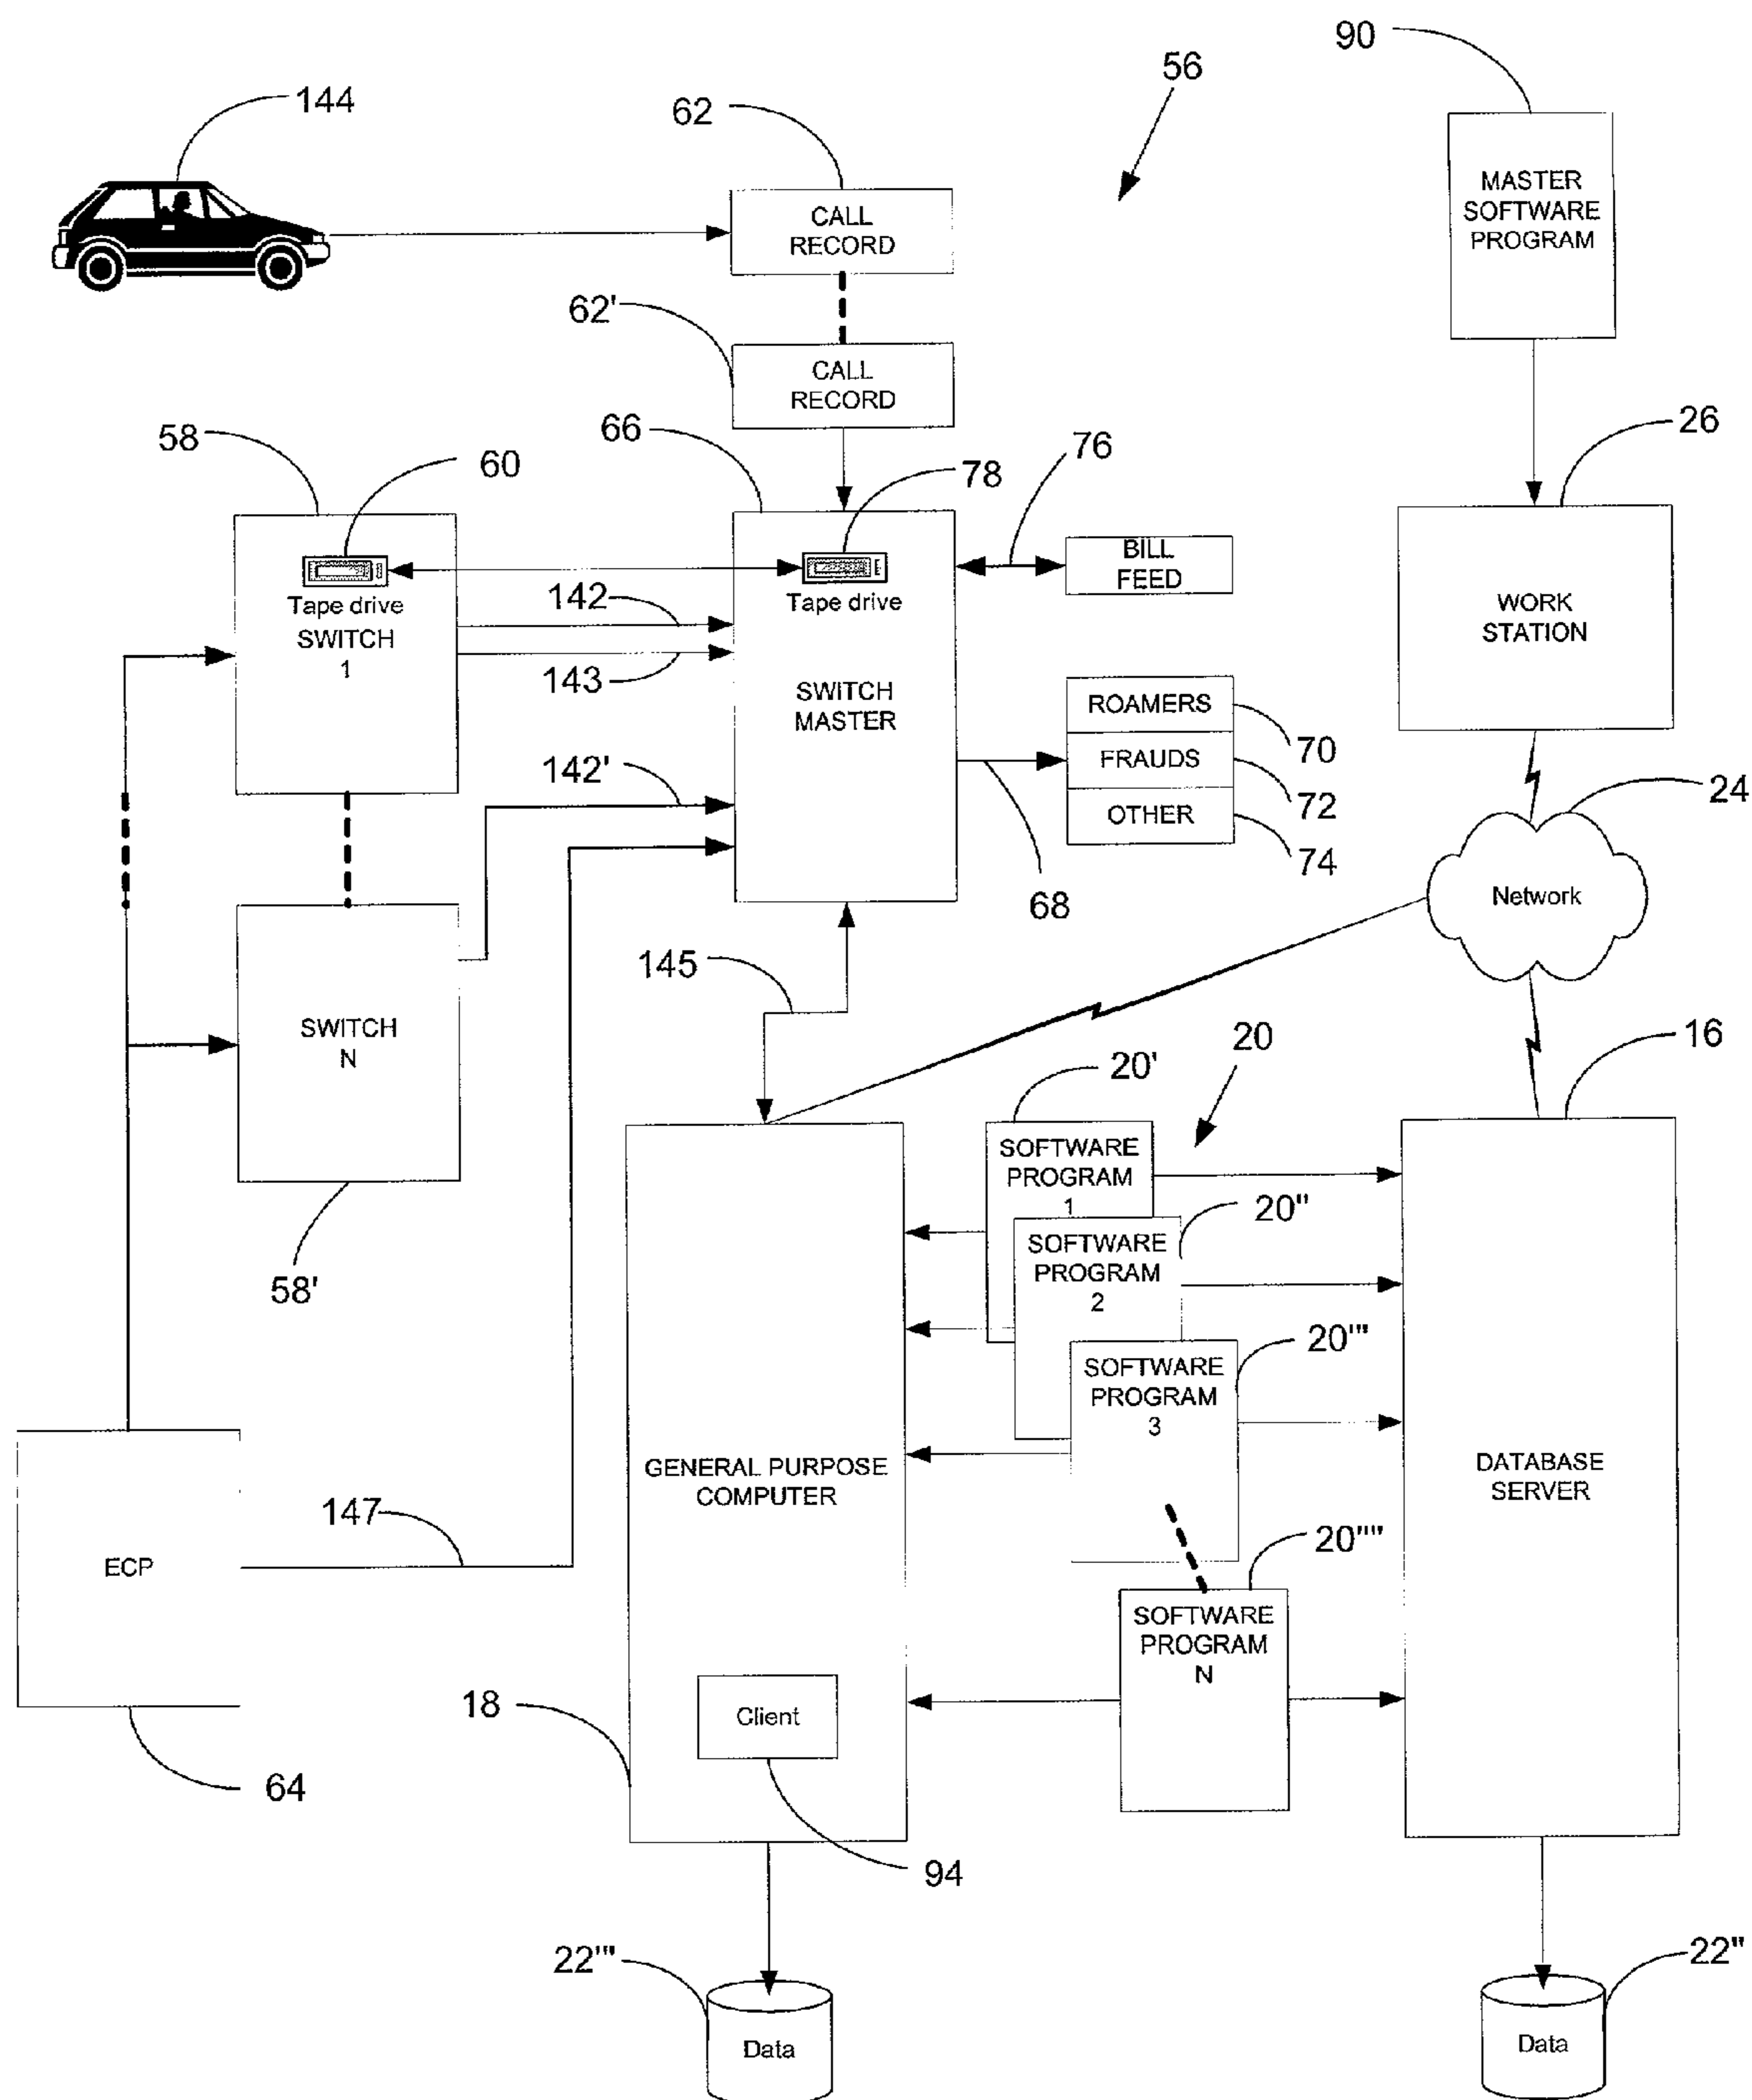 90
56
144
62
CALL
RECORD
MASTER
SOFTWARE
PROGRAM
62'
CALL
RECORD
58
60
66
78
76
26
Tape drive
SWITCH
1
142
143
Tape drive
SWITCH
MASTER
BILL
FEED
WORK
STATION
ROAMERS
FRAUDS
OTHER
70
72
74
68
142'
24
Network
145
SWITCH
N
58'
20'
20
16
SOFTWARE
PROGRAM
1
20"
SOFTWARE
PROGRAM
2
20'"
SOFTWARE
PROGRAM
3
GENERAL PURPOSE
COMPUTER
DATABASE
SERVER
147
ECP
20""
SOFTWARE
PROGRAM
N
18
Client
64
94
22'"
Data
22"
Data